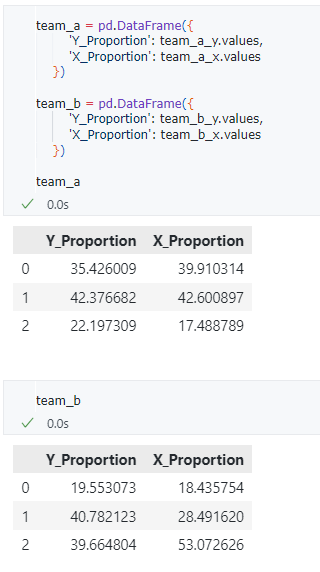 team_a = pd.DataFrame({
'Y_Proportion': team_a_y.values,
'X_Proportion': team_a_x.values
})
team_b = pd.DataFrame({
'Y_Proportion': team_b_y.values,
'X_Proportion': team_b_x.values
})
team_a
✓ 0.0s
Y_Proportion X_Proportion
0 35.426009 39.910314
1 42.376682 42.600897
2 22.197309 17.488789
team_b
✓ 0.0s
Y_Proportion X_Proportion
0 19.553073 18.435754
1 40.782123 28.491620
2 39.664804 53.072626